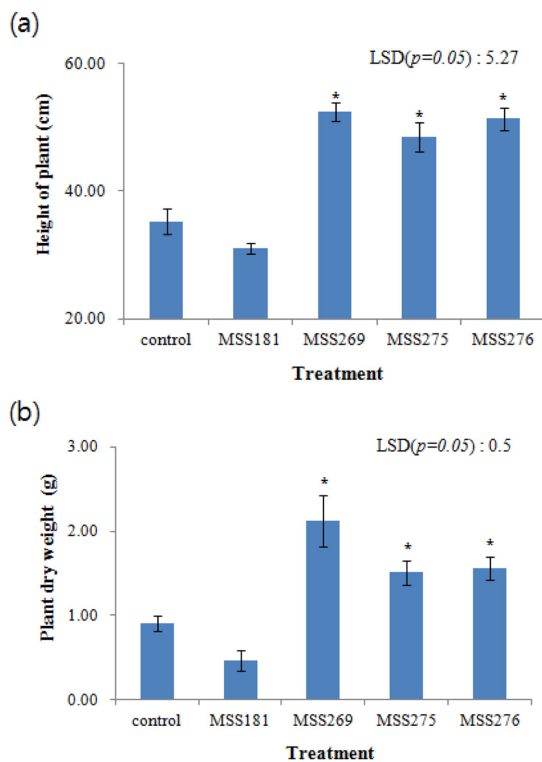 (a)
LSD(p=0.05) : 5.27
60.00
40.00
20.00
Height of plant (cm)
* * *
control MSS181 MSS269 MSS275 MSS276
Treatment
(b)
LSD(p=0.05) : 0.5
3.00
2.00
1.00
0.00
Plant dry weight (g)
* * *
control MSS181 MSS269 MSS275 MSS276
Treatment